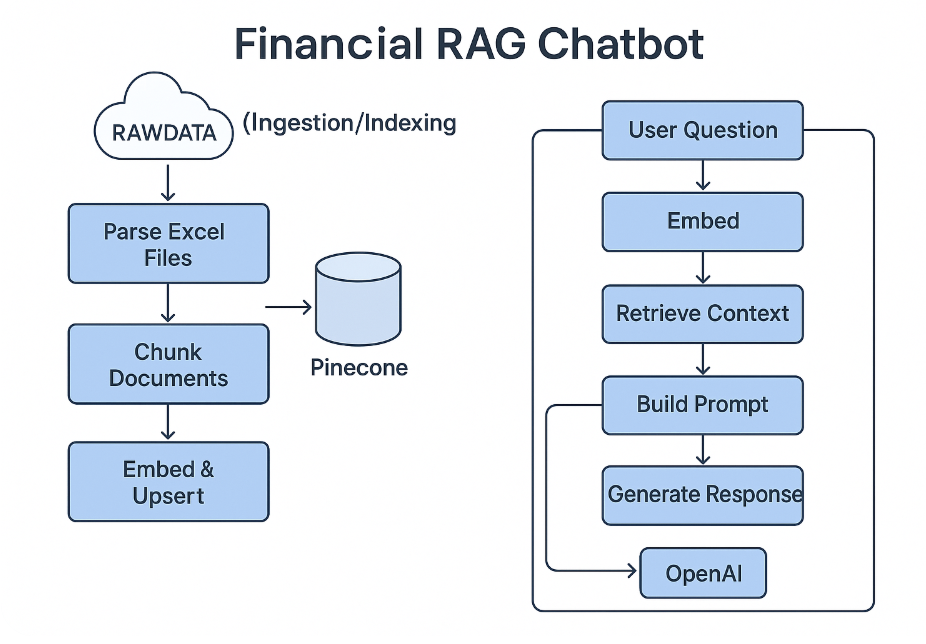 Financial RAG Chatbot
RAWDATA
(Ingestion/Indexing
Parse Excel
Files
Chunk
Documents
Embed &
Upsert
Pinecone
User Question
Embed
Retrieve Context
Build Prompt
Generate Response
OpenAI